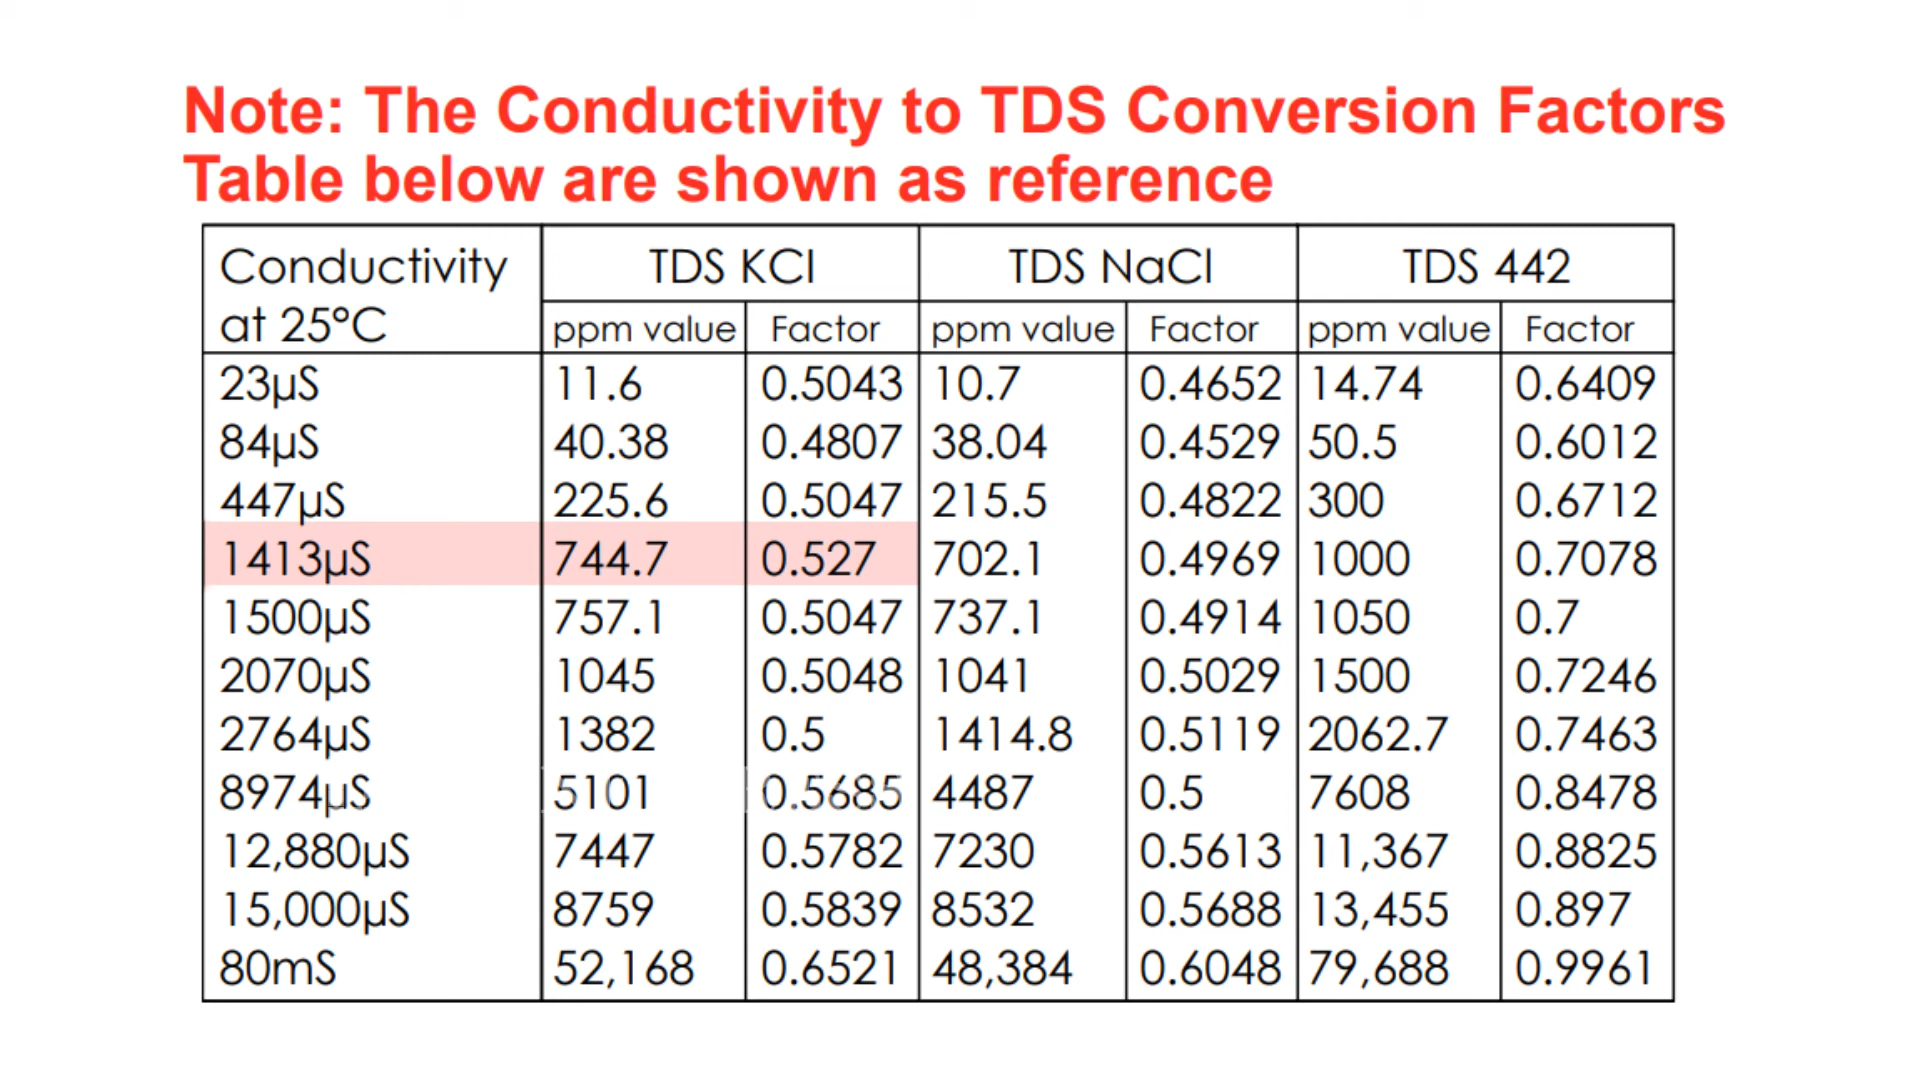 Note: The Conductivity to TDS Conversion Factors
Table below are shown as reference
Conductivity at 25°C TDS KCl TDS NaCl TDS 442
ppm value Factor ppm value Factor ppm value Factor
23µS 11.6 0.5043 10.7 0.4652 14.74 0.6409
84µS 40.38 0.4807 38.04 0.4529 50.5 0.6012
447µS 225.6 0.5047 215.5 0.4822 300 0.6712
1413µS 744.7 0.527 702.1 0.4969 1000 0.7078
1500µS 757.1 0.5047 737.1 0.4914 1050 0.7
2070µS 1045 0.5048 1041 0.5029 1500 0.7246
2764µS 1382 0.5 1414.8 0.5119 2062.7 0.7463
8974µS 5101 0.5685 4487 0.5 7608 0.8478
12,880µS 7447 0.5782 7230 0.5613 11,367 0.8825
15,000µS 8759 0.5839 8532 0.5688 13,455 0.897
80mS 52,168 0.6521 48,384 0.6048 79,688 0.9961